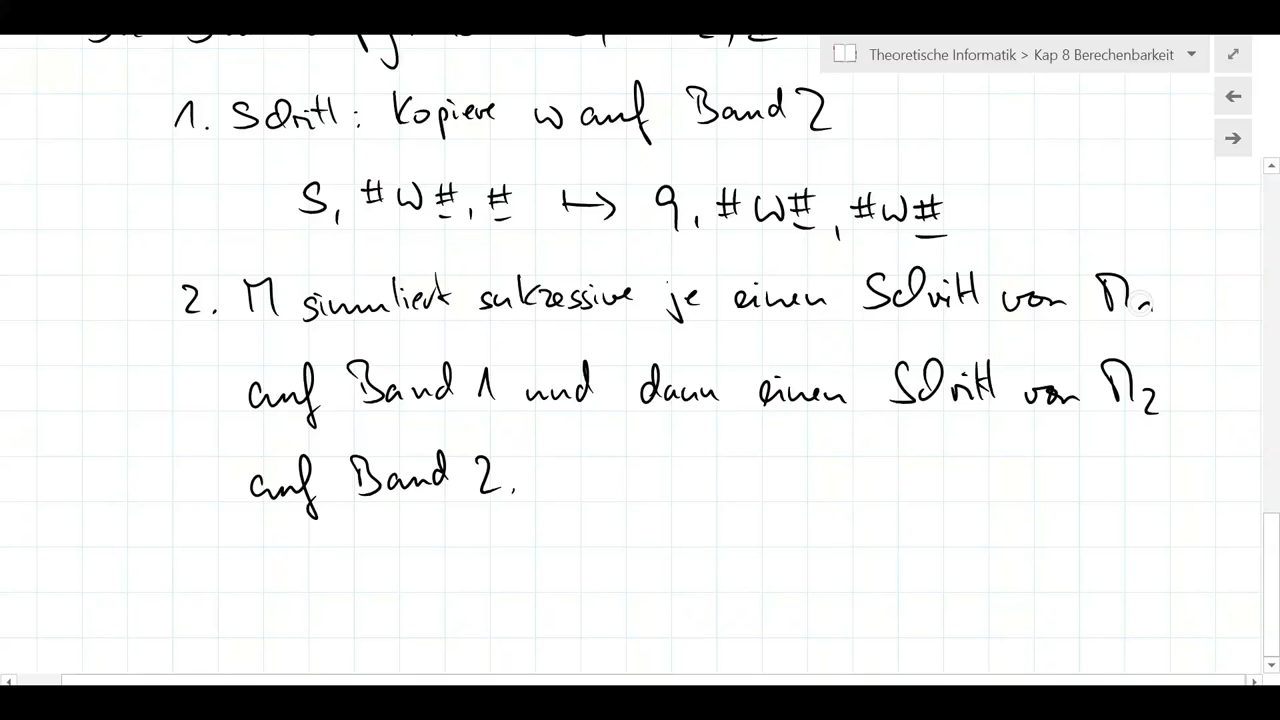 Theoretische Informatik > Kap 8 Berechenbarkeit
1. Schritt: Kopiere w auf Band 2
s, #w#, # ↦ q, #w#, #w#
2. M simuliert sukzessive je einen Schritt von M₁
auf Band 1 und dann einen Schritt von M₂
auf Band 2.